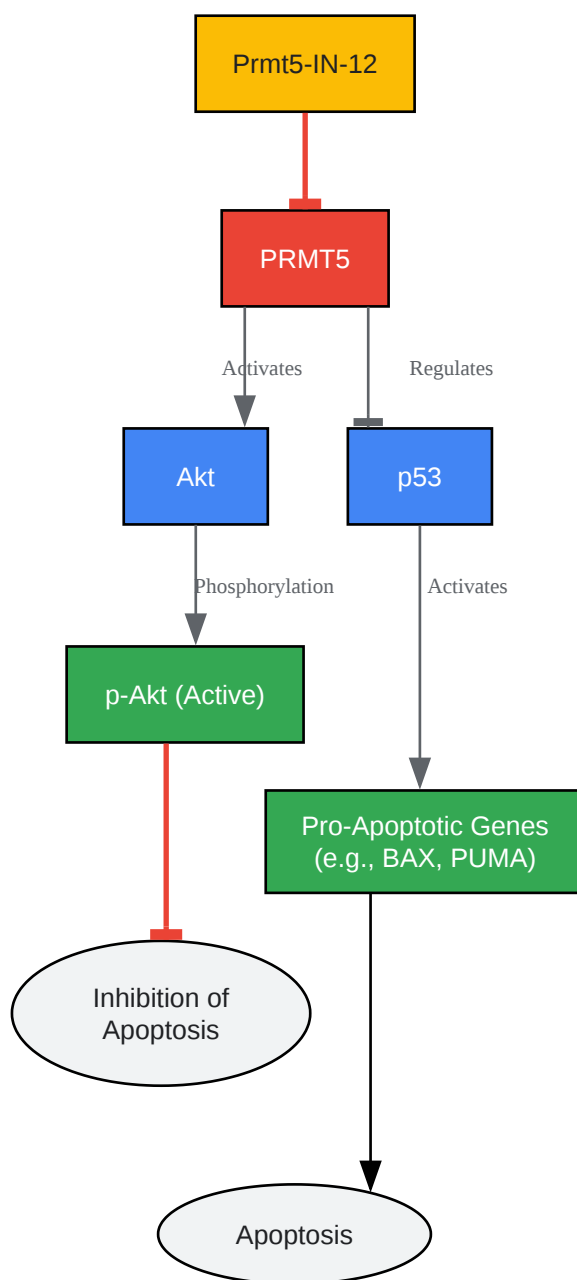 Prmt5-IN-12
PRMT5
Activates
Regulates
Akt
p53
Phosphorylation
Activates
p-Akt (Active)
Pro-Apoptotic Genes
(e.g., BAX, PUMA)
Inhibition of
Apoptosis
Apoptosis